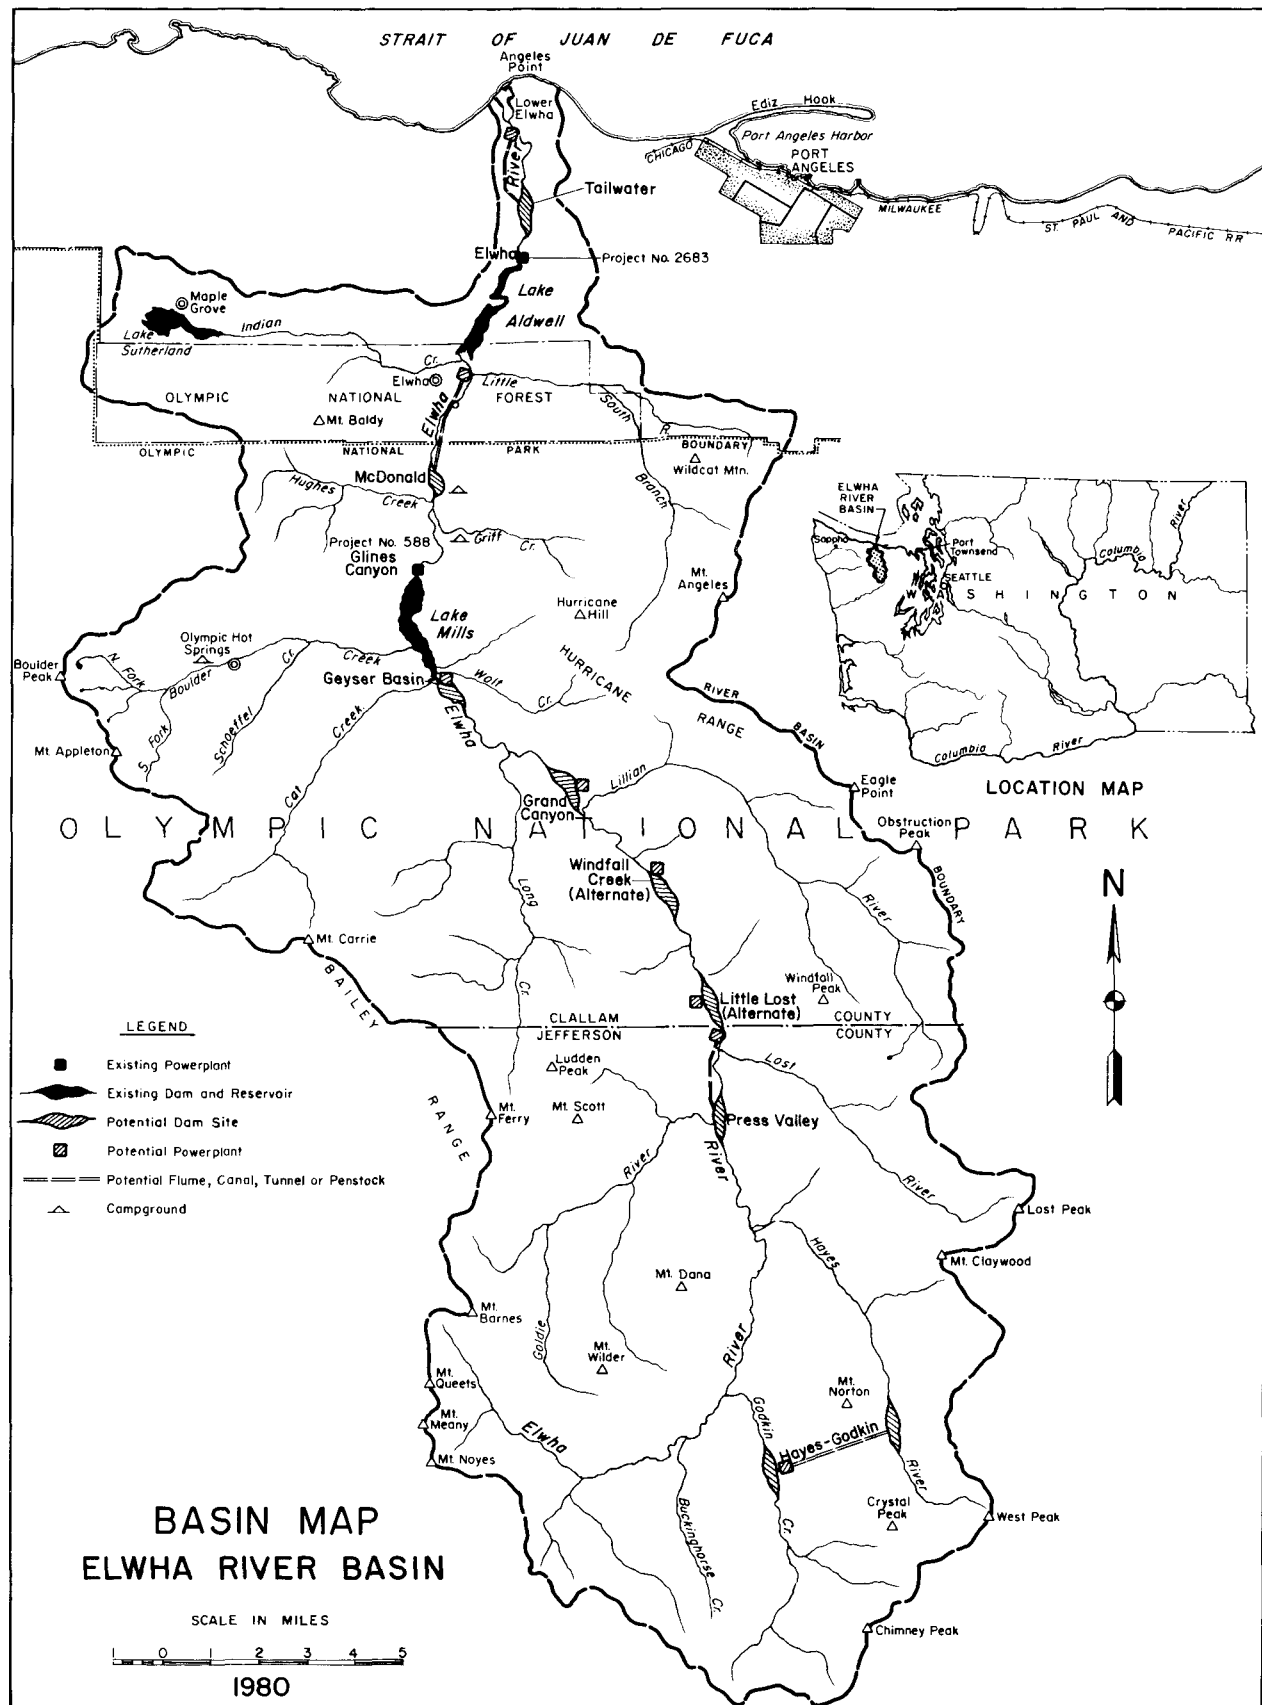 STRAIT OF JUAN DE FUCA
Angeles
Point
Lower
Elwha
Ediz Hook
Port Angeles Harbor
PORT
ANGELES
CHICAGO
MILWAUKEE
ST. PAUL AND
PACIFIC RR
River
Tailwater
Elwha
Project No. 2683
Lake
Aldwell
Maple
Grove
Lake
Sutherland
Indian
Cr.
Elwha
Little
South
R.
OLYMPIC NATIONAL FOREST
Mt. Baldy
Elwha
OLYMPIC NATIONAL PARK BOUNDARY
Wildcat Mtn.
McDonald
Hughes
Creek
Branch
Griff
Cr.
Project No. 588
Glines
Canyon
Mt.
Angeles
Hurricane
Hill
Lake
Mills
Olympic Hot
Springs
Boulder
Peak
N. Fork
Boulder
Creek
Cr.
Schoeffel
S. Fork
Geyser Basin
Wolf
Cr.
HURRICANE
RANGE
RIVER
BASIN
BOUNDARY
Mt. Appleton
Elwha
Creek
Cat
Lillian
Grand
Canyon
Eagle
Point
Obstruction
Peak
OLYMPIC NATIONAL PARK
Windfall
Creek
(Alternate)
Long
Cr.
River
Mt. Carrie
BAILEY
RANGE
Windfall
Peak
Little Lost
(Alternate)
CLALLAM COUNTY
JEFFERSON COUNTY
Ludden
Peak
Lost
River
Mt.
Ferry
Mt. Scott
Press Valley
River
River
Lost Peak
Hayes
Mt. Claywood
Mt. Dana
Mt.
Barnes
Goldie
Mt.
Wilder
River
Mt.
Queets
Mt.
Norton
Mt.
Meany
Elwha
Godkin
Hayes-Godkin
Mt. Noyes
River
Crystal
Peak
West Peak
Buckinghorse
Cr.
Cr.
Chimney Peak
ELWHA
RIVER
BASIN
Sappho
Port
Townsend
SEATTLE
WASHINGTON
Columbia
River
Columbia River
LOCATION MAP
N
LEGEND
Existing Powerplant
Existing Dam and Reservoir
Potential Dam Site
Potential Powerplant
Potential Flume, Canal, Tunnel or Penstock
Campground
BASIN MAP
ELWHA RIVER BASIN
SCALE IN MILES
1 0 1 2 3 4 5
1980